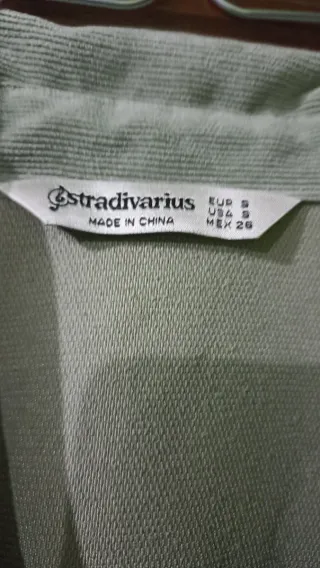 stradivarius
MADE IN CHINA
EUR S
USA S
MEX 26